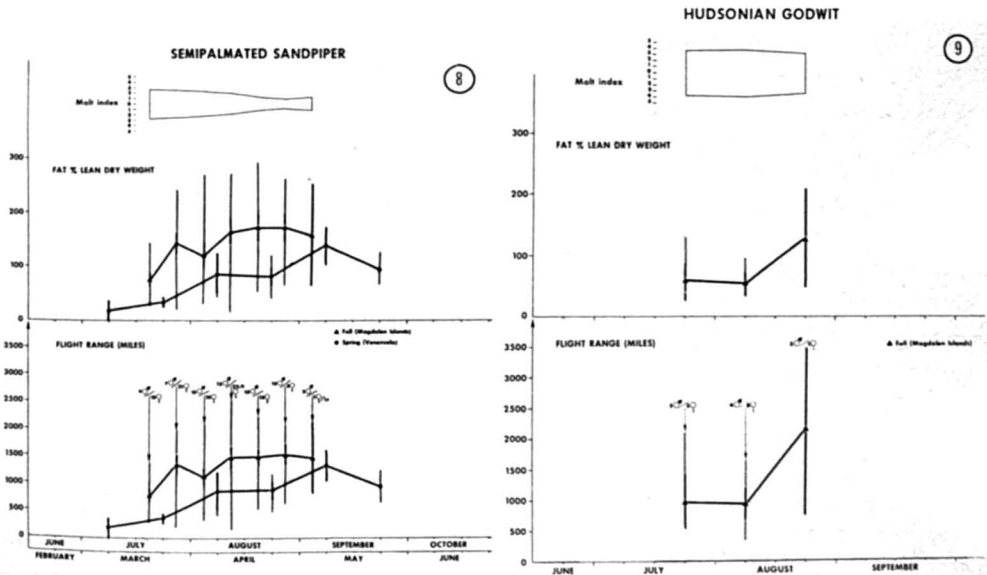 SEMIPALMATED SANDPIPER
8
Molt index
FAT % LEAN DRY WEIGHT
300
200
100
0
▲ Fall (Magdalen Islands)
● Spring (Venezuela)
FLIGHT RANGE (MILES)
3500
3000
2500
2000
1500
1000
500
0
JUNE JULY AUGUST SEPTEMBER OCTOBER
FEBRUARY MARCH APRIL MAY JUNE
HUDSONIAN GODWIT
9
Molt index
300
FAT % LEAN DRY WEIGHT
200
100
0
FLIGHT RANGE (MILES)
▲ Fall (Magdalen Islands)
3500
3000
2500
2000
1500
1000
500
0
JUNE JULY AUGUST SEPTEMBER